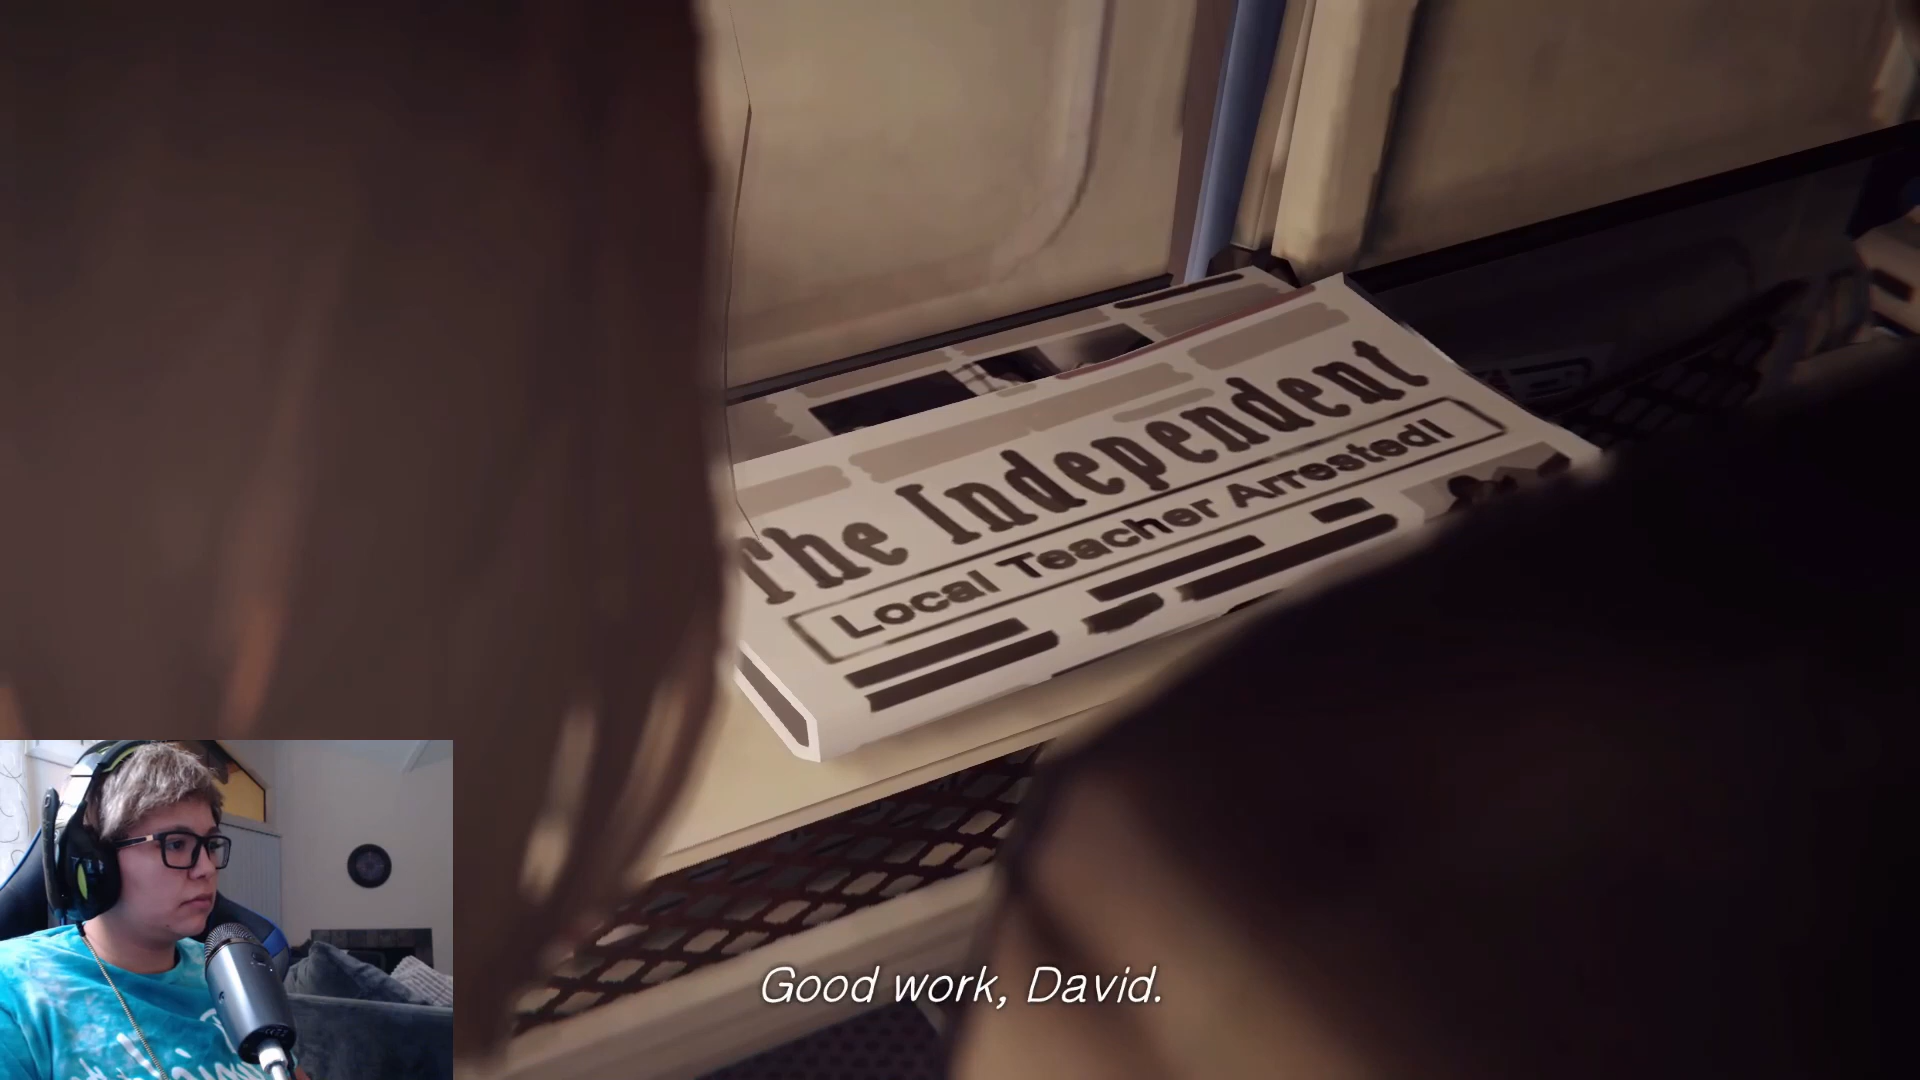 The Independent
Local Teacher Arrested!
Good work, David.